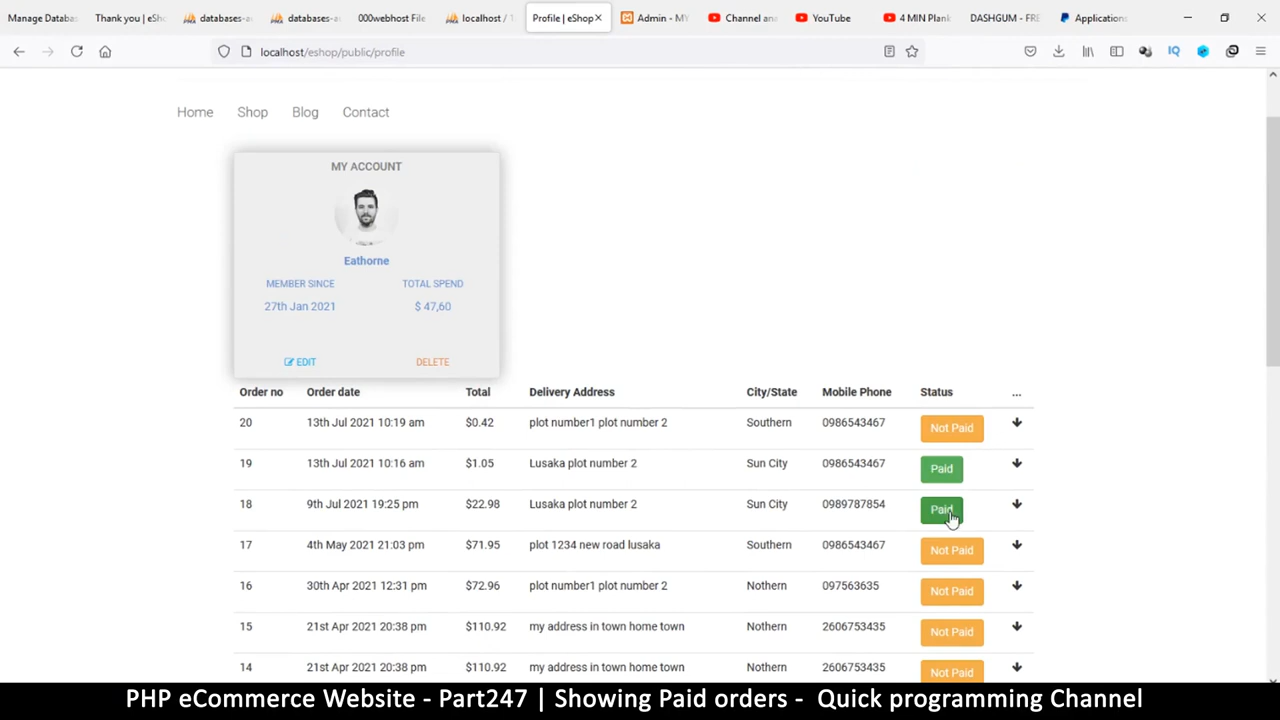 Manage Databa
Thank you | eSho
databases-a
databases-a
000webhost File
localhost / 1
Profile | eShop
Admin - MY
Channel ana
YouTube
4 MIN Plank
DASHGUM - FRE
Applications
localhost/eshop/public/profile
IQ
Home Shop Blog Contact
MY ACCOUNT
Eathorne
MEMBER SINCE TOTAL SPEND
27th Jan 2021 $ 47,60
EDIT DELETE
Order no Order date Total Delivery Address City/State Mobile Phone Status ...
20 13th Jul 2021 10:19 am $0.42 plot number1 plot number 2 Southern 0986543467 Not Paid
19 13th Jul 2021 10:16 am $1.05 Lusaka plot number 2 Sun City 0986543467 Paid
18 9th Jul 2021 19:25 pm $22.98 Lusaka plot number 2 Sun City 0989787854 Paid
17 4th May 2021 21:03 pm $71.95 plot 1234 new road lusaka Southern 0986543467 Not Paid
16 30th Apr 2021 12:31 pm $72.96 plot number1 plot number 2 Nothern 097563635 Not Paid
15 21st Apr 2021 20:38 pm $110.92 my address in town home town Nothern 2606753435 Not Paid
14 21st Apr 2021 20:38 pm $110.92 my address in town home town Nothern 2606753435 Not Paid
PHP eCommerce Website - Part247 | Showing Paid orders - Quick programming Channel